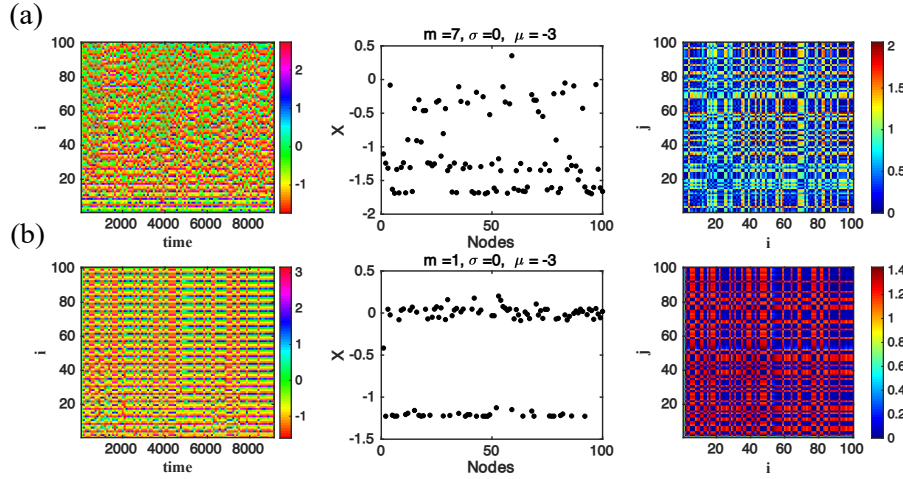 (a)
m =7, σ =0, μ = -3
i
100
80
60
40
20
2000 4000 6000 8000
time
2
1
0
-1
X
0.5
0
-0.5
-1
-1.5
-2
0 50 100
Nodes
j
100
80
60
40
20
20 40 60 80 100
i
2
1.5
1
0.5
0
(b)
m =1, σ =0, μ = -3
i
100
80
60
40
20
2000 4000 6000 8000
time
3
2
1
0
-1
X
0.5
0
-0.5
-1
-1.5
0 50 100
Nodes
j
100
80
60
40
20
20 40 60 80 100
i
1.4
1.2
1
0.8
0.6
0.4
0.2
0